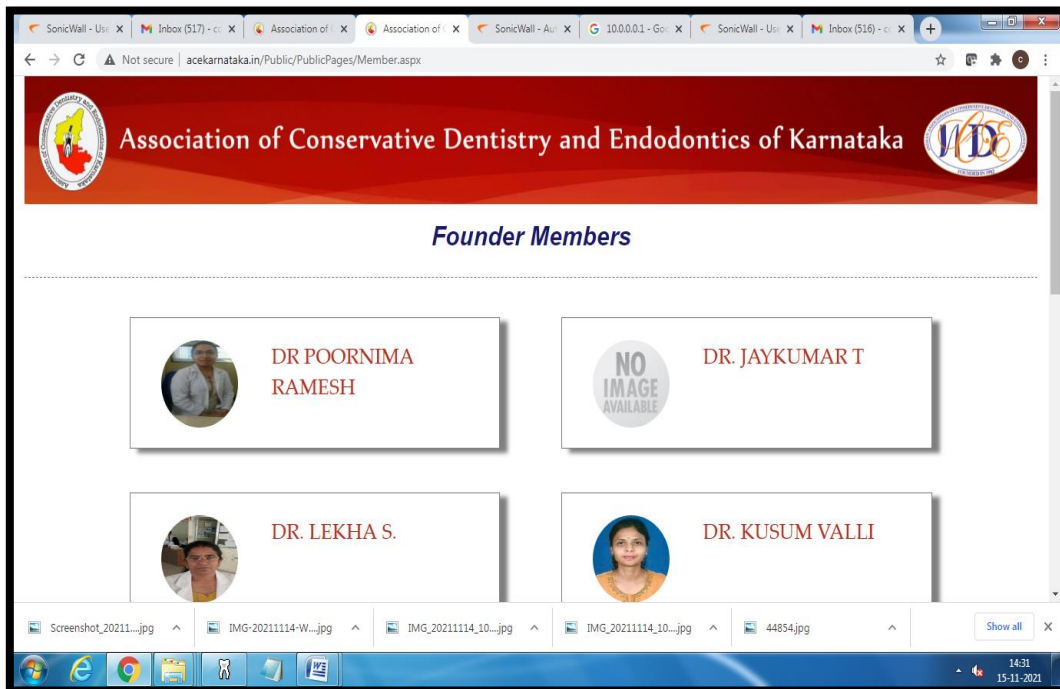 SonicWall - Use
Inbox (517) - cc
Association of C
Association of C
SonicWall - Aut
10.0.0.0.1 - Goo
SonicWall - Use
Inbox (516) - cc
Not secure | acekarnataka.in/Public/PublicPages/Member.aspx
Association of Conservative Dentistry and Endodontics of Karnataka
Founder Members
DR POORNIMA
RAMESH
NO
IMAGE
AVAILABLE
DR. JAYKUMAR T
DR. LEKHA S.
DR. KUSUM VALLI
Screenshot_20211....jpg
IMG-20211114-W....jpg
IMG_20211114_10....jpg
IMG_20211114_10....jpg
44854.jpg
Show all
14:31
15-11-2021